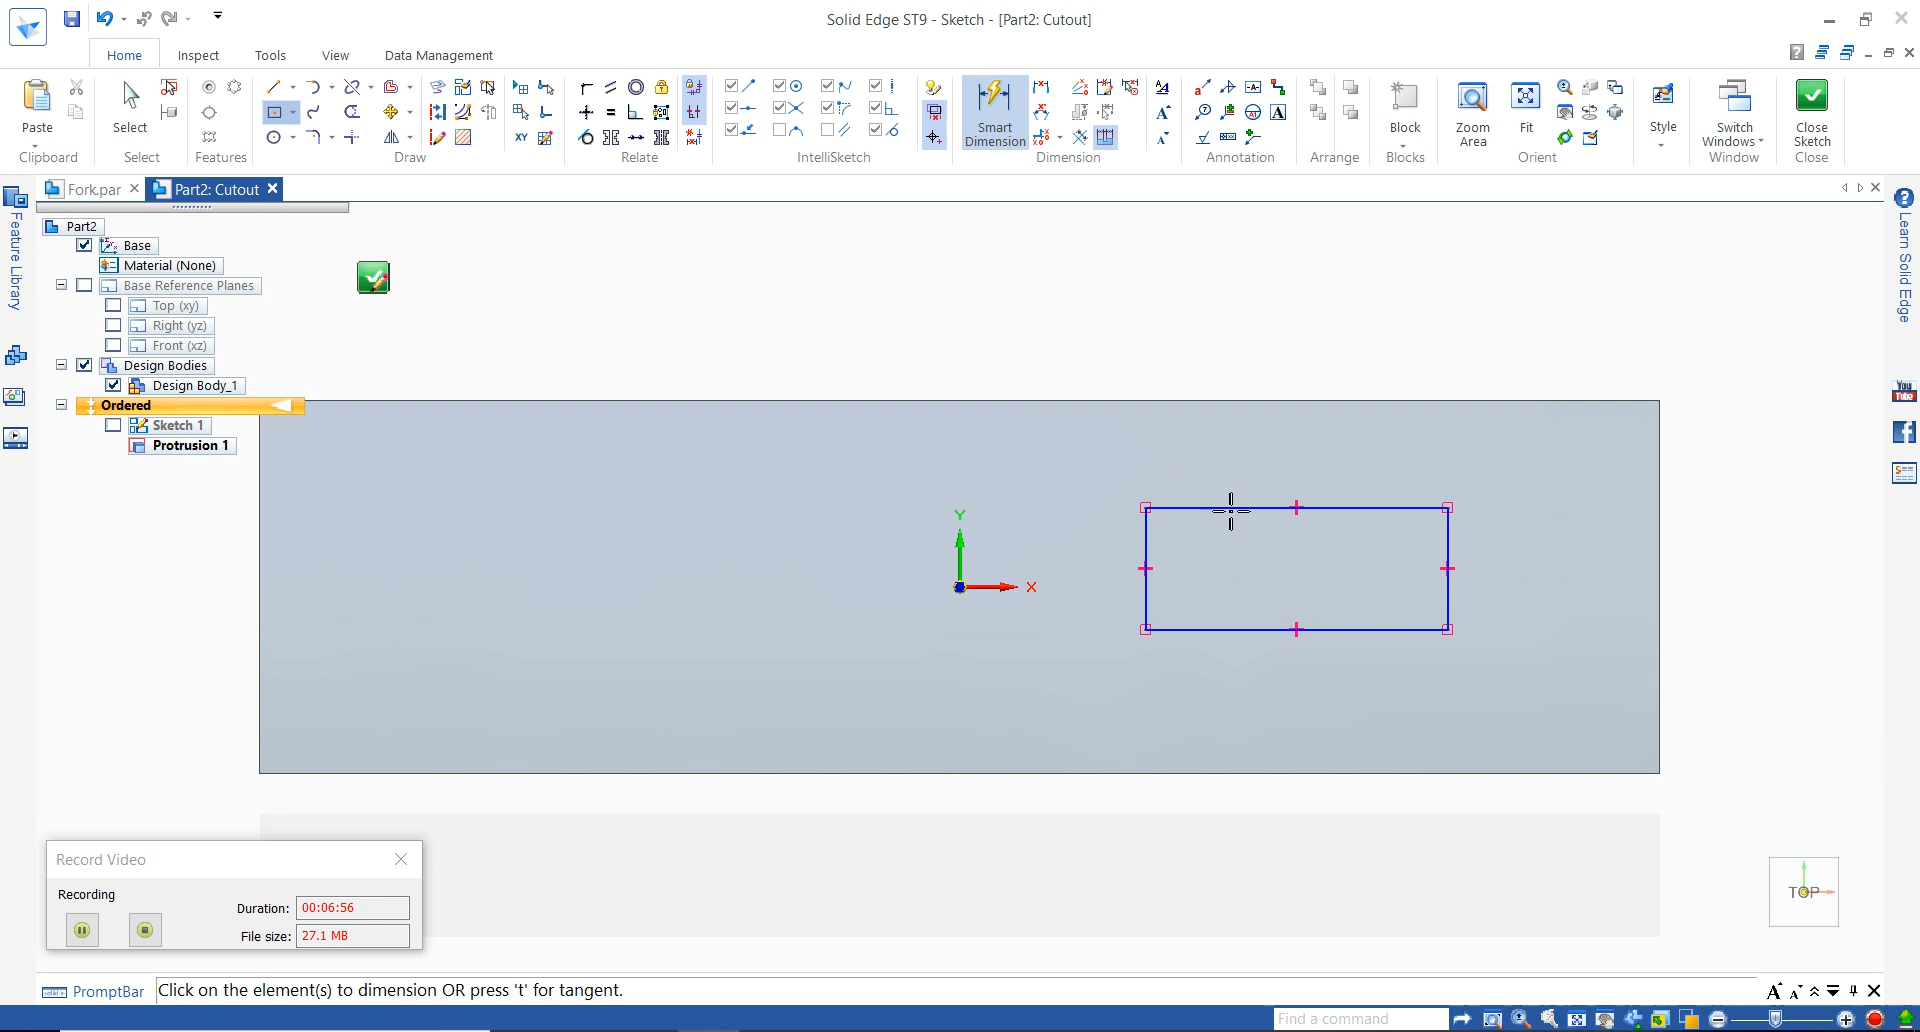 Solid Edge ST9 - Sketch - [Part2: Cutout]
Home
Inspect
Tools
View
Data Management
Paste
Select
Smart
Dimension
Block
Zoom
Area
Fit
Style
Switch
Windows
Close
Sketch
Clipboard
Select
Features
Draw
Relate
IntelliSketch
Dimension
Annotation
Arrange
Blocks
Orient
Window
Close
Fork.par
Part2: Cutout
Feature Library
Learn Solid Edge
You
Tube
Part2
Base
Material (None)
Base Reference Planes
Top (xy)
Right (yz)
Front (xz)
Design Bodies
Design Body_1
Ordered
Sketch 1
Protrusion 1
Y
X
Record Video
Recording
Duration: 00:06:56
File size: 27.1 MB
TOP
PromptBar
Click on the element(s) to dimension OR press 't' for tangent.
Find a command